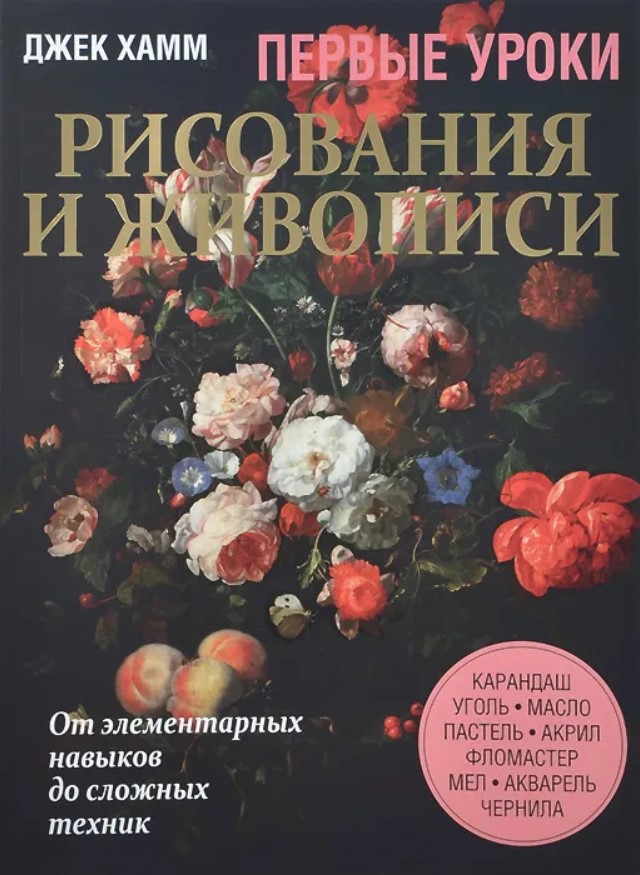 ДЖЕК ХАММ
ПЕРВЫЕ УРОКИ
РИСОВАНИЯ
И ЖИВОПИСИ
От элементарных
навыков
до сложных
техник
КАРАНДАШ
УГОЛЬ • МАСЛО
ПАСТЕЛЬ • АКРИЛ
ФЛОМАСТЕР
МЕЛ • АКВАРЕЛЬ
ЧЕРНИЛА